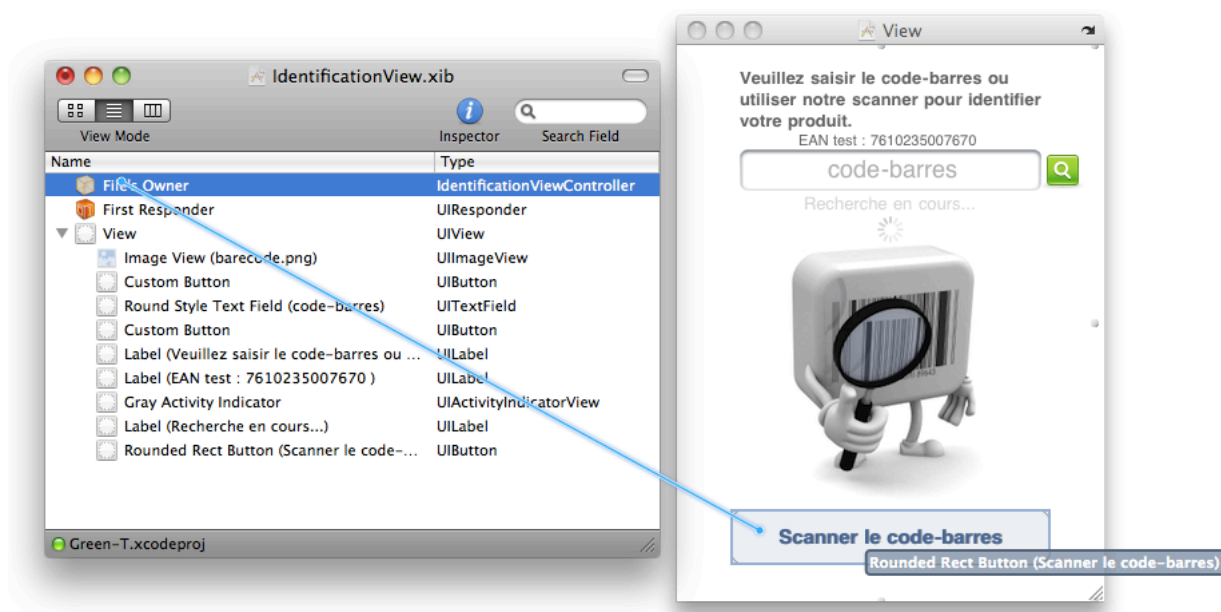 IdentificationView.xib
View Mode
Inspector
Search Field
Name
Type
File's Owner
IdentificationViewController
First Responder
UIResponder
View
UIView
Image View (barecode.png)
UIImageView
Custom Button
UIButton
Round Style Text Field (code-barres)
UITextField
Custom Button
UIButton
Label (Veuillez saisir le code-barres ou ...
UILabel
Label (EAN test : 7610235007670 )
UILabel
Gray Activity Indicator
UIActivityIndicatorView
Label (Recherche en cours...)
UILabel
Rounded Rect Button (Scanner le code-...
UIButton
Green-T.xcodeproj
View
Veuillez saisir le code-barres ou
utiliser notre scanner pour identifier
votre produit.
EAN test : 7610235007670
code-barres
Recherche en cours...
Scanner le code-barres
Rounded Rect Button (Scanner le code-barres)